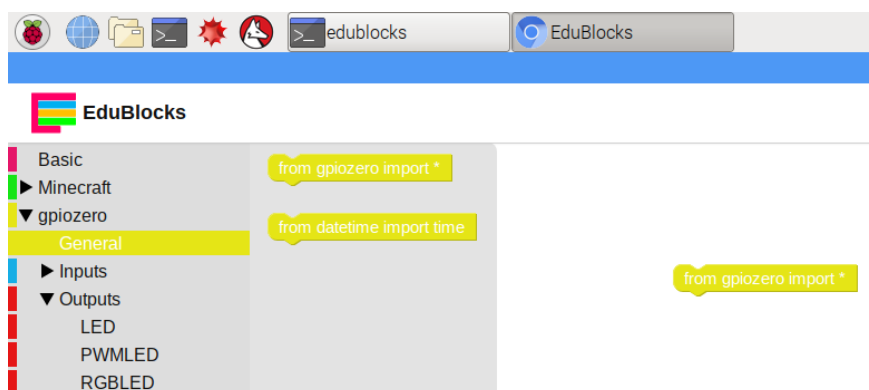 edublocks
EduBlocks
EduBlocks
Basic
Minecraft
gpiozero
General
Inputs
Outputs
LED
PWMLED
RGBLED
from gpiozero import *
from datetime import time
from gpiozero import *